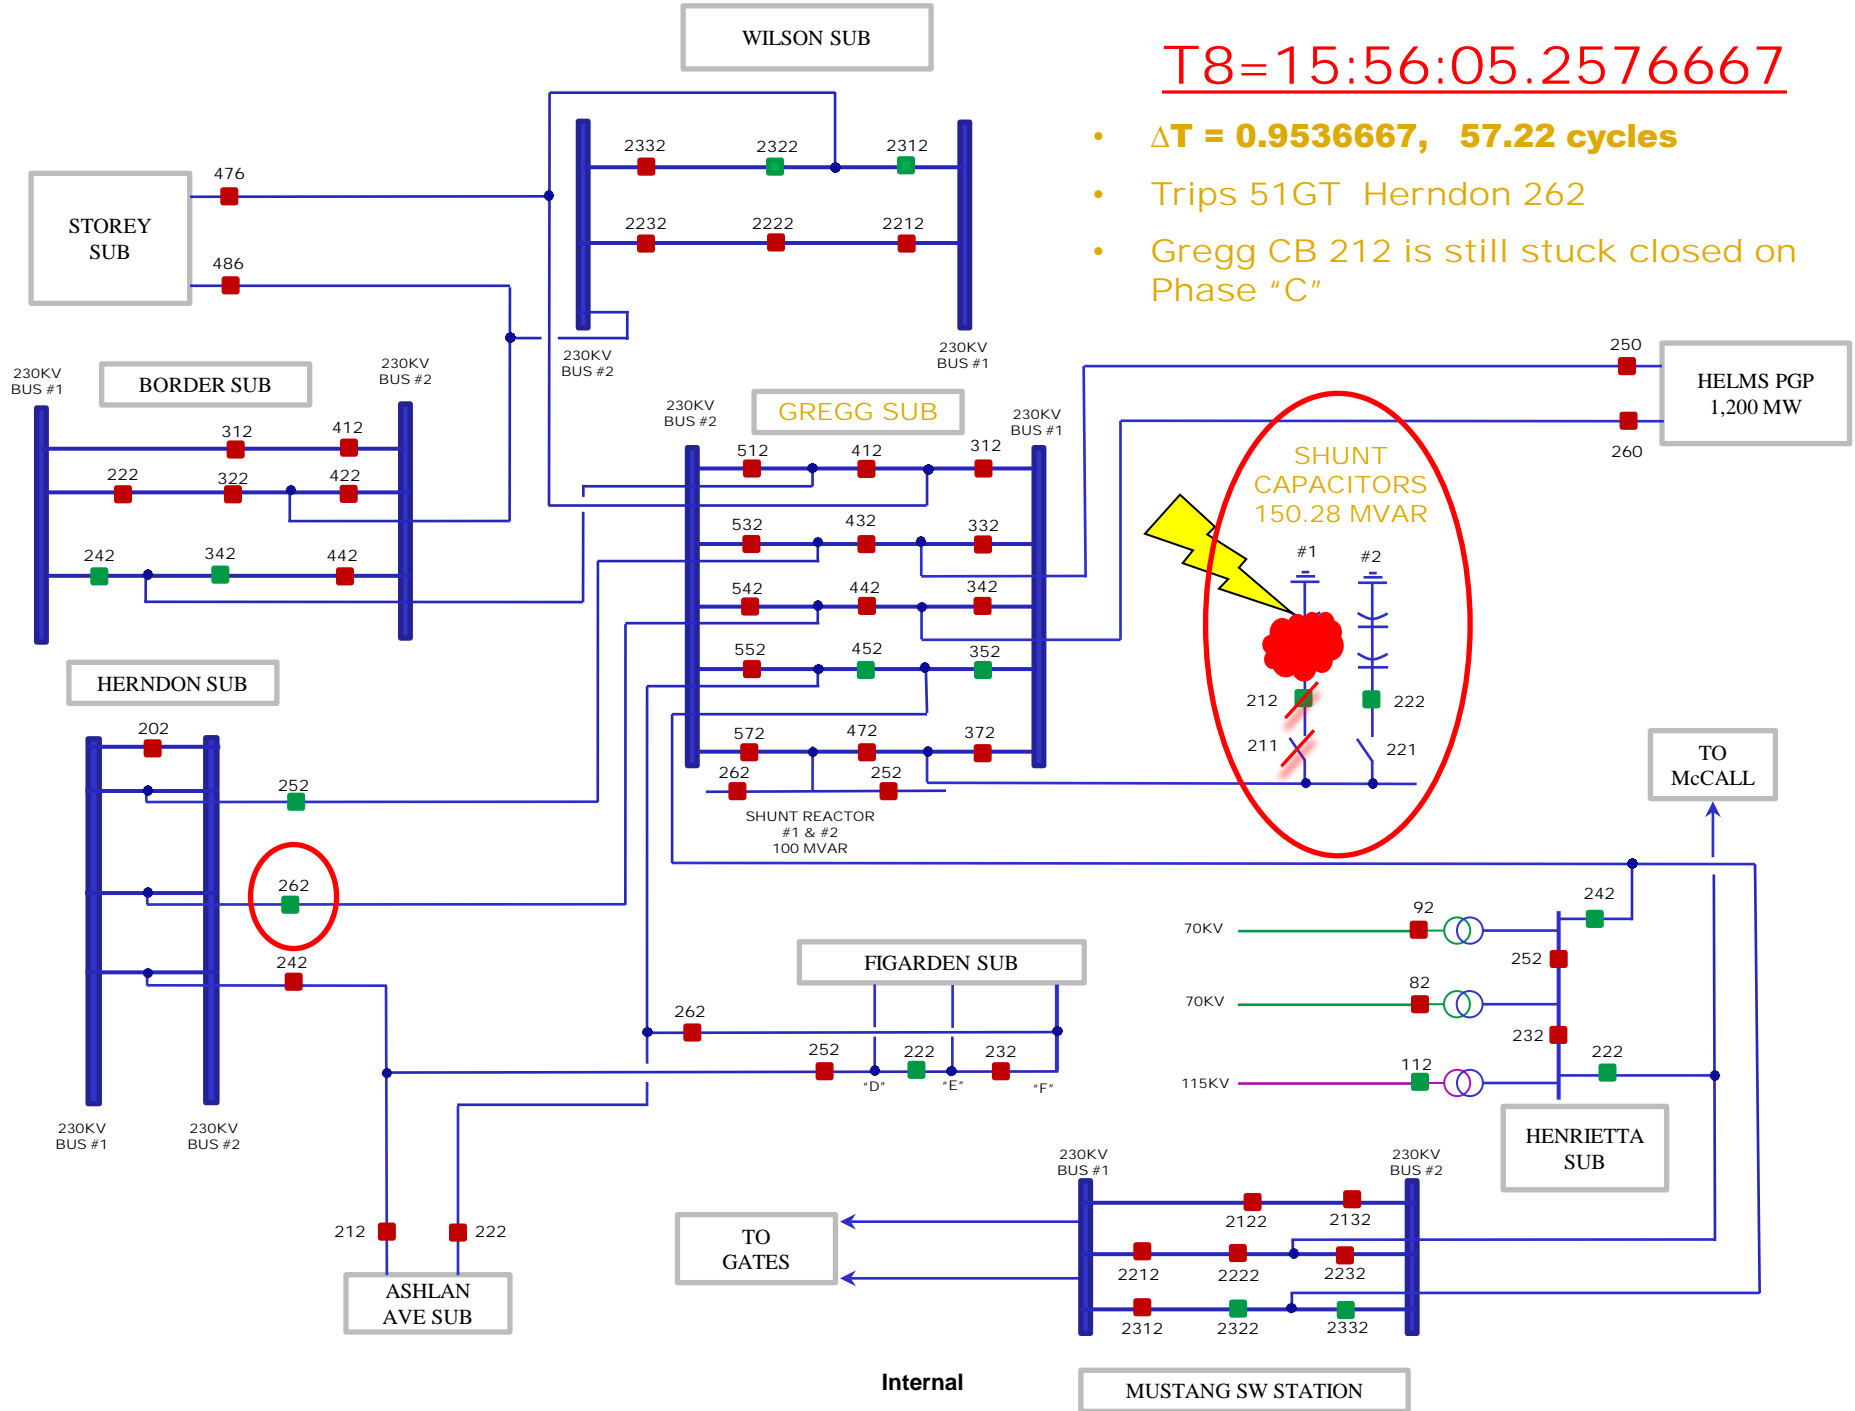 WILSON SUB
T8=15:56:05.2576667
• ∆T = 0.9536667, 57.22 cycles
• Trips 51GT Herndon 262
• Gregg CB 212 is still stuck closed on
Phase “C”
2332
2322
2312
2232
2222
2212
230KV
BUS #2
230KV
BUS #1
STOREY
SUB
476
486
230KV
BUS #1
BORDER SUB
230KV
BUS #2
312
412
222
322
422
242
342
442
230KV
BUS #2
GREGG SUB
230KV
BUS #1
512
412
312
532
432
332
542
442
342
552
452
352
572
472
372
262
252
SHUNT REACTOR
#1 & #2
100 MVAR
250
260
HELMS PGP
1,200 MW
SHUNT
CAPACITORS
150.28 MVAR
#1
#2
212
222
211
221
HERNDON SUB
202
252
262
242
230KV
BUS #1
230KV
BUS #2
FIGARDEN SUB
262
252
222
232
“D”
“E”
“F”
212
222
ASHLAN
AVE SUB
TO
McCALL
70KV
92
242
252
70KV
82
232
222
115KV
112
HENRIETTA
SUB
230KV
BUS #1
230KV
BUS #2
TO
GATES
2122
2132
2212
2222
2232
2312
2322
2332
Internal
MUSTANG SW STATION